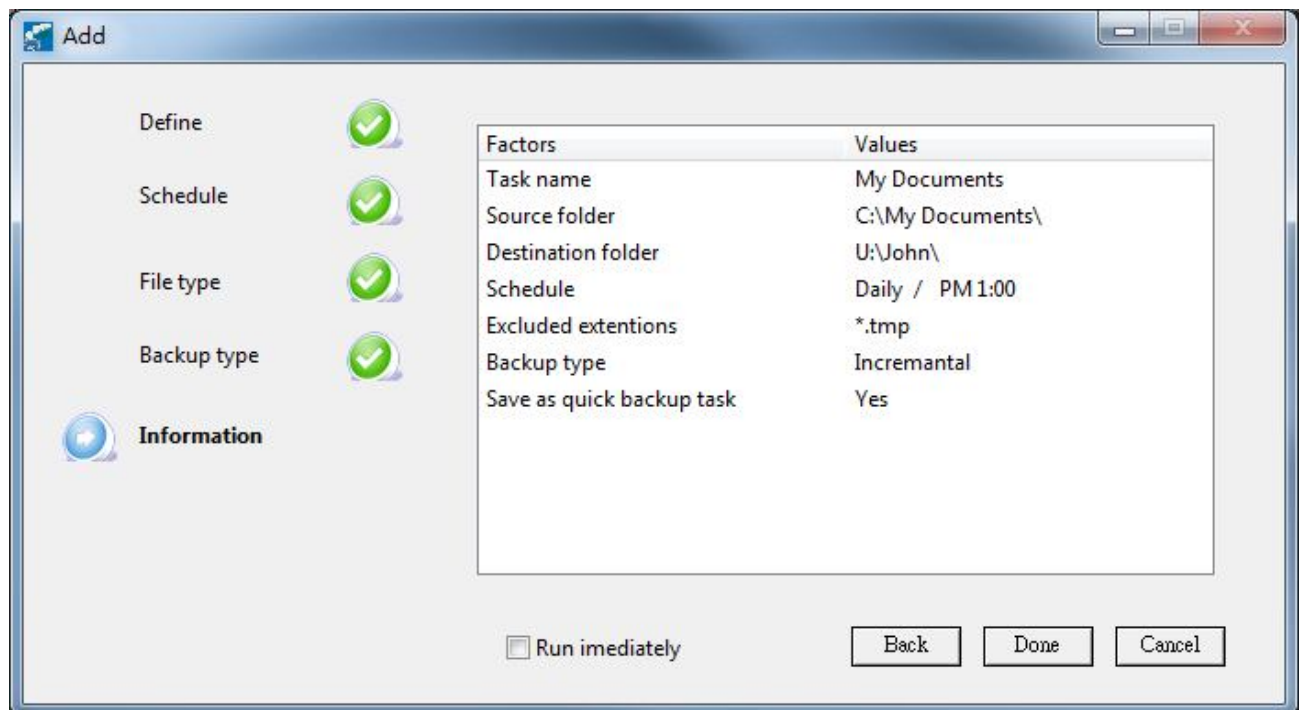 Add
Define
Schedule
File type
Backup type
Information
Factors Values
Task name My Documents
Source folder C:\My Documents\
Destination folder U:\John\
Schedule Daily / PM 1:00
Excluded extentions *.tmp
Backup type Incremantal
Save as quick backup task Yes
Run imediately
Back Done Cancel